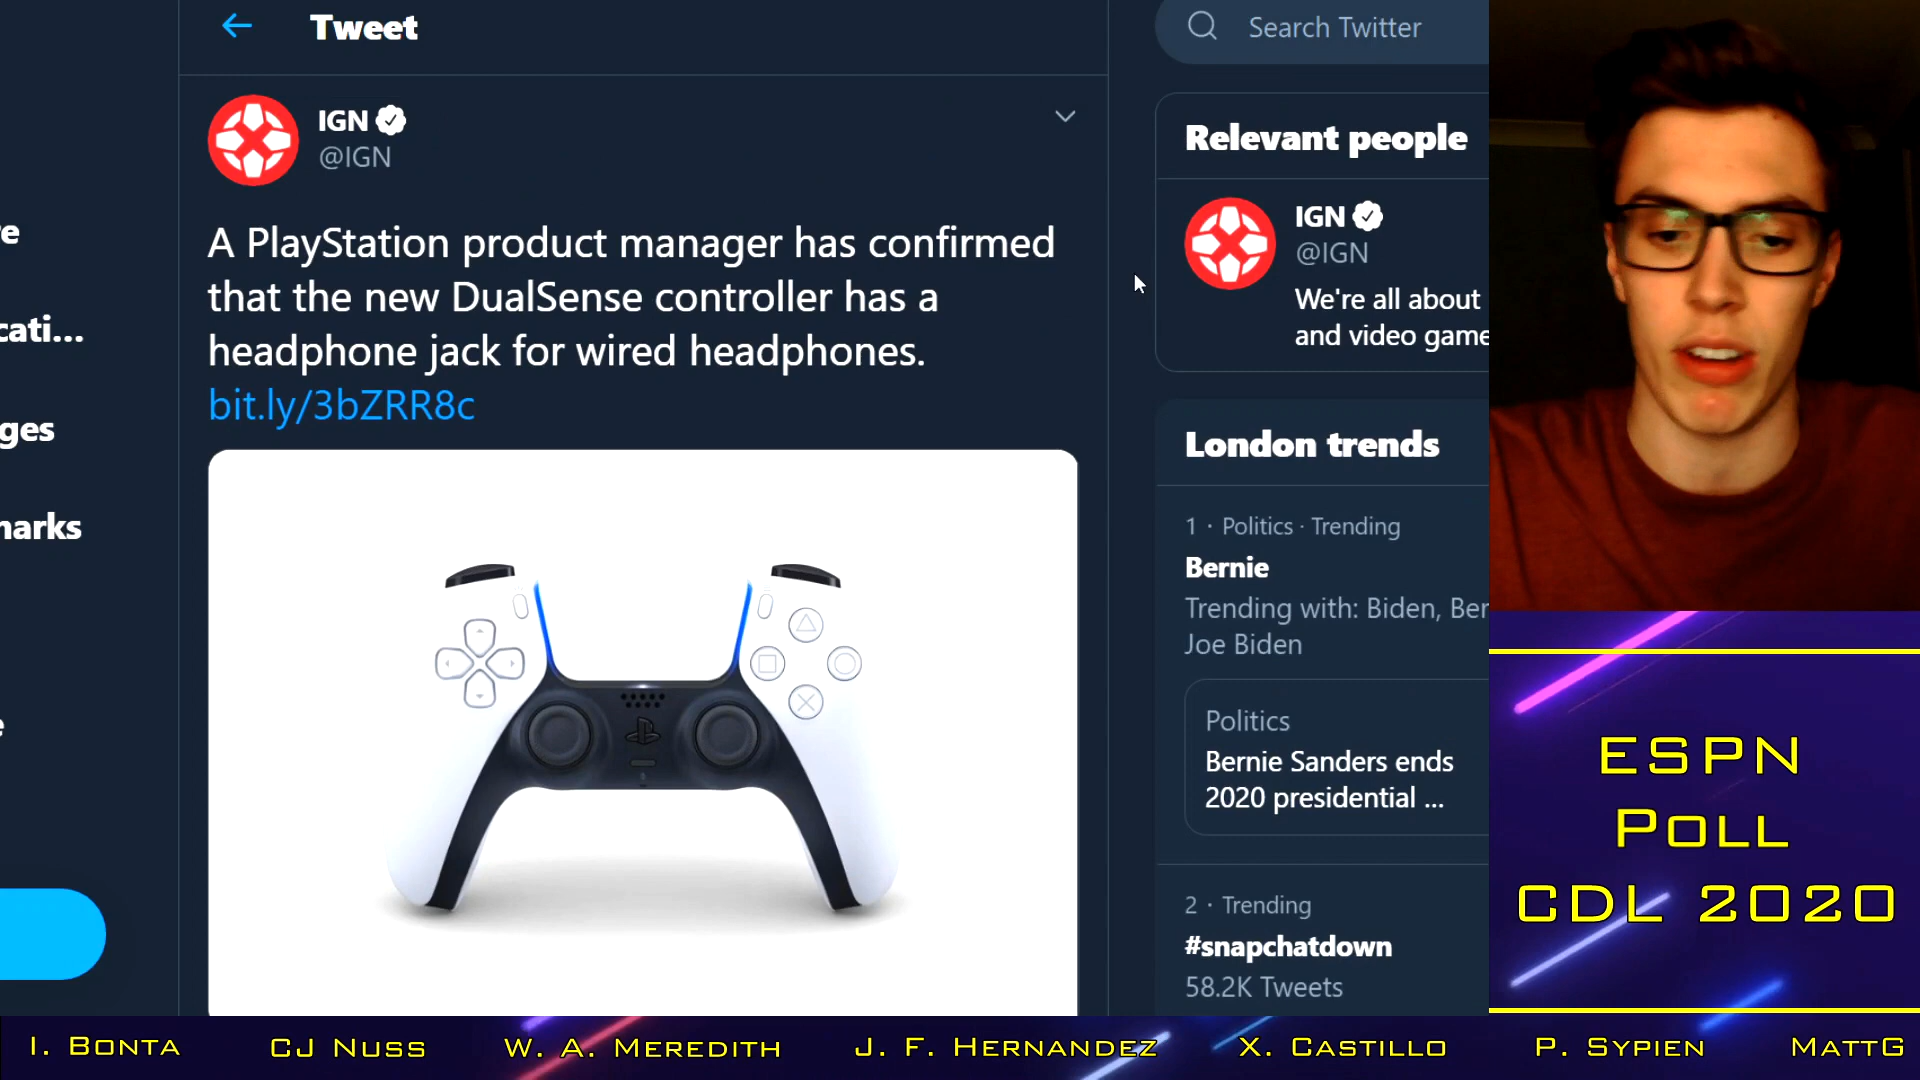 Tweet
Search Twitter
IGN
@IGN
A PlayStation product manager has confirmed
that the new DualSense controller has a
headphone jack for wired headphones.
bit.ly/3bZRR8c
Relevant people
IGN
@IGN
We're all about
and video game
London trends
1 · Politics · Trending
Bernie
Trending with: Biden, Ber
Joe Biden
Politics
Bernie Sanders ends
2020 presidential ...
2 · Trending
#snapchatdown
58.2K Tweets
e
cati...
ges
narks
e
ESPN
Poll
CDL 2020
I. Bonta CJ Nuss W. A. Meredith J. F. Hernandez X. Castillo P. Sypien MattG